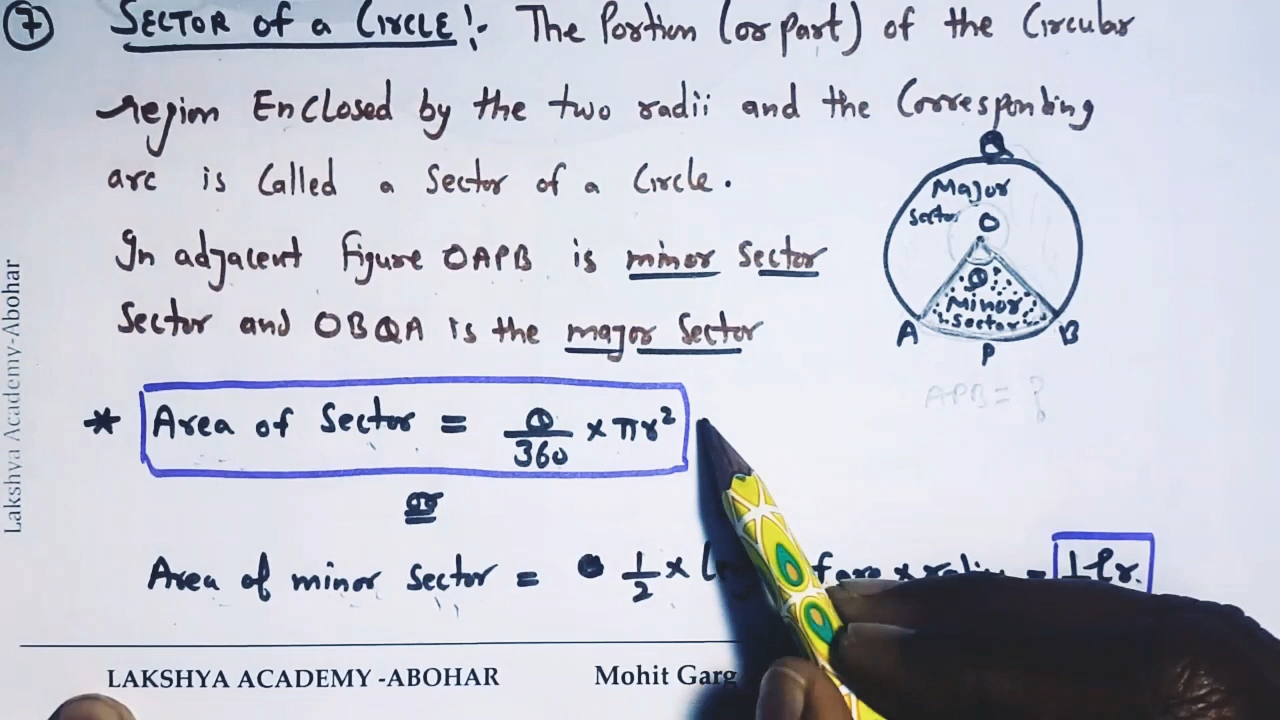 7 SECTOR of a CIRCLE :- The Portion (or part) of the Circular
region Enclosed by the two radii and the Corresponding
arc is Called a Sector of a Circle.
In adjacent figure OAPB is minor sector
Sector and OBQA is the major Sector
* Area of Sector = θ/360 × πr²
or
Area of minor Sector = 1/2 × = 1/2 lr.
Q
Major
Sector
O
θ
Minor
Sector
A
B
P
APB = ?
LAKSHYA ACADEMY -ABOHAR Mohit Garg
Lakshya Academy-Abohar